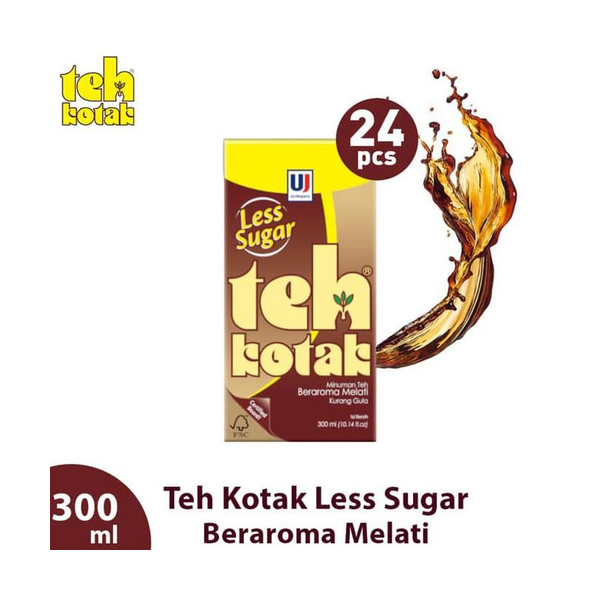 teh
kotak
24
pcs
UJ
ULTRAJAYA
Less
Sugar
teh®
kotak
Minuman Teh
Beraroma Melati
Kurang Gula
Isi Bersih
300 ml (10.14 fl.oz)
FSC
300
ml
Teh Kotak Less Sugar
Beraroma Melati